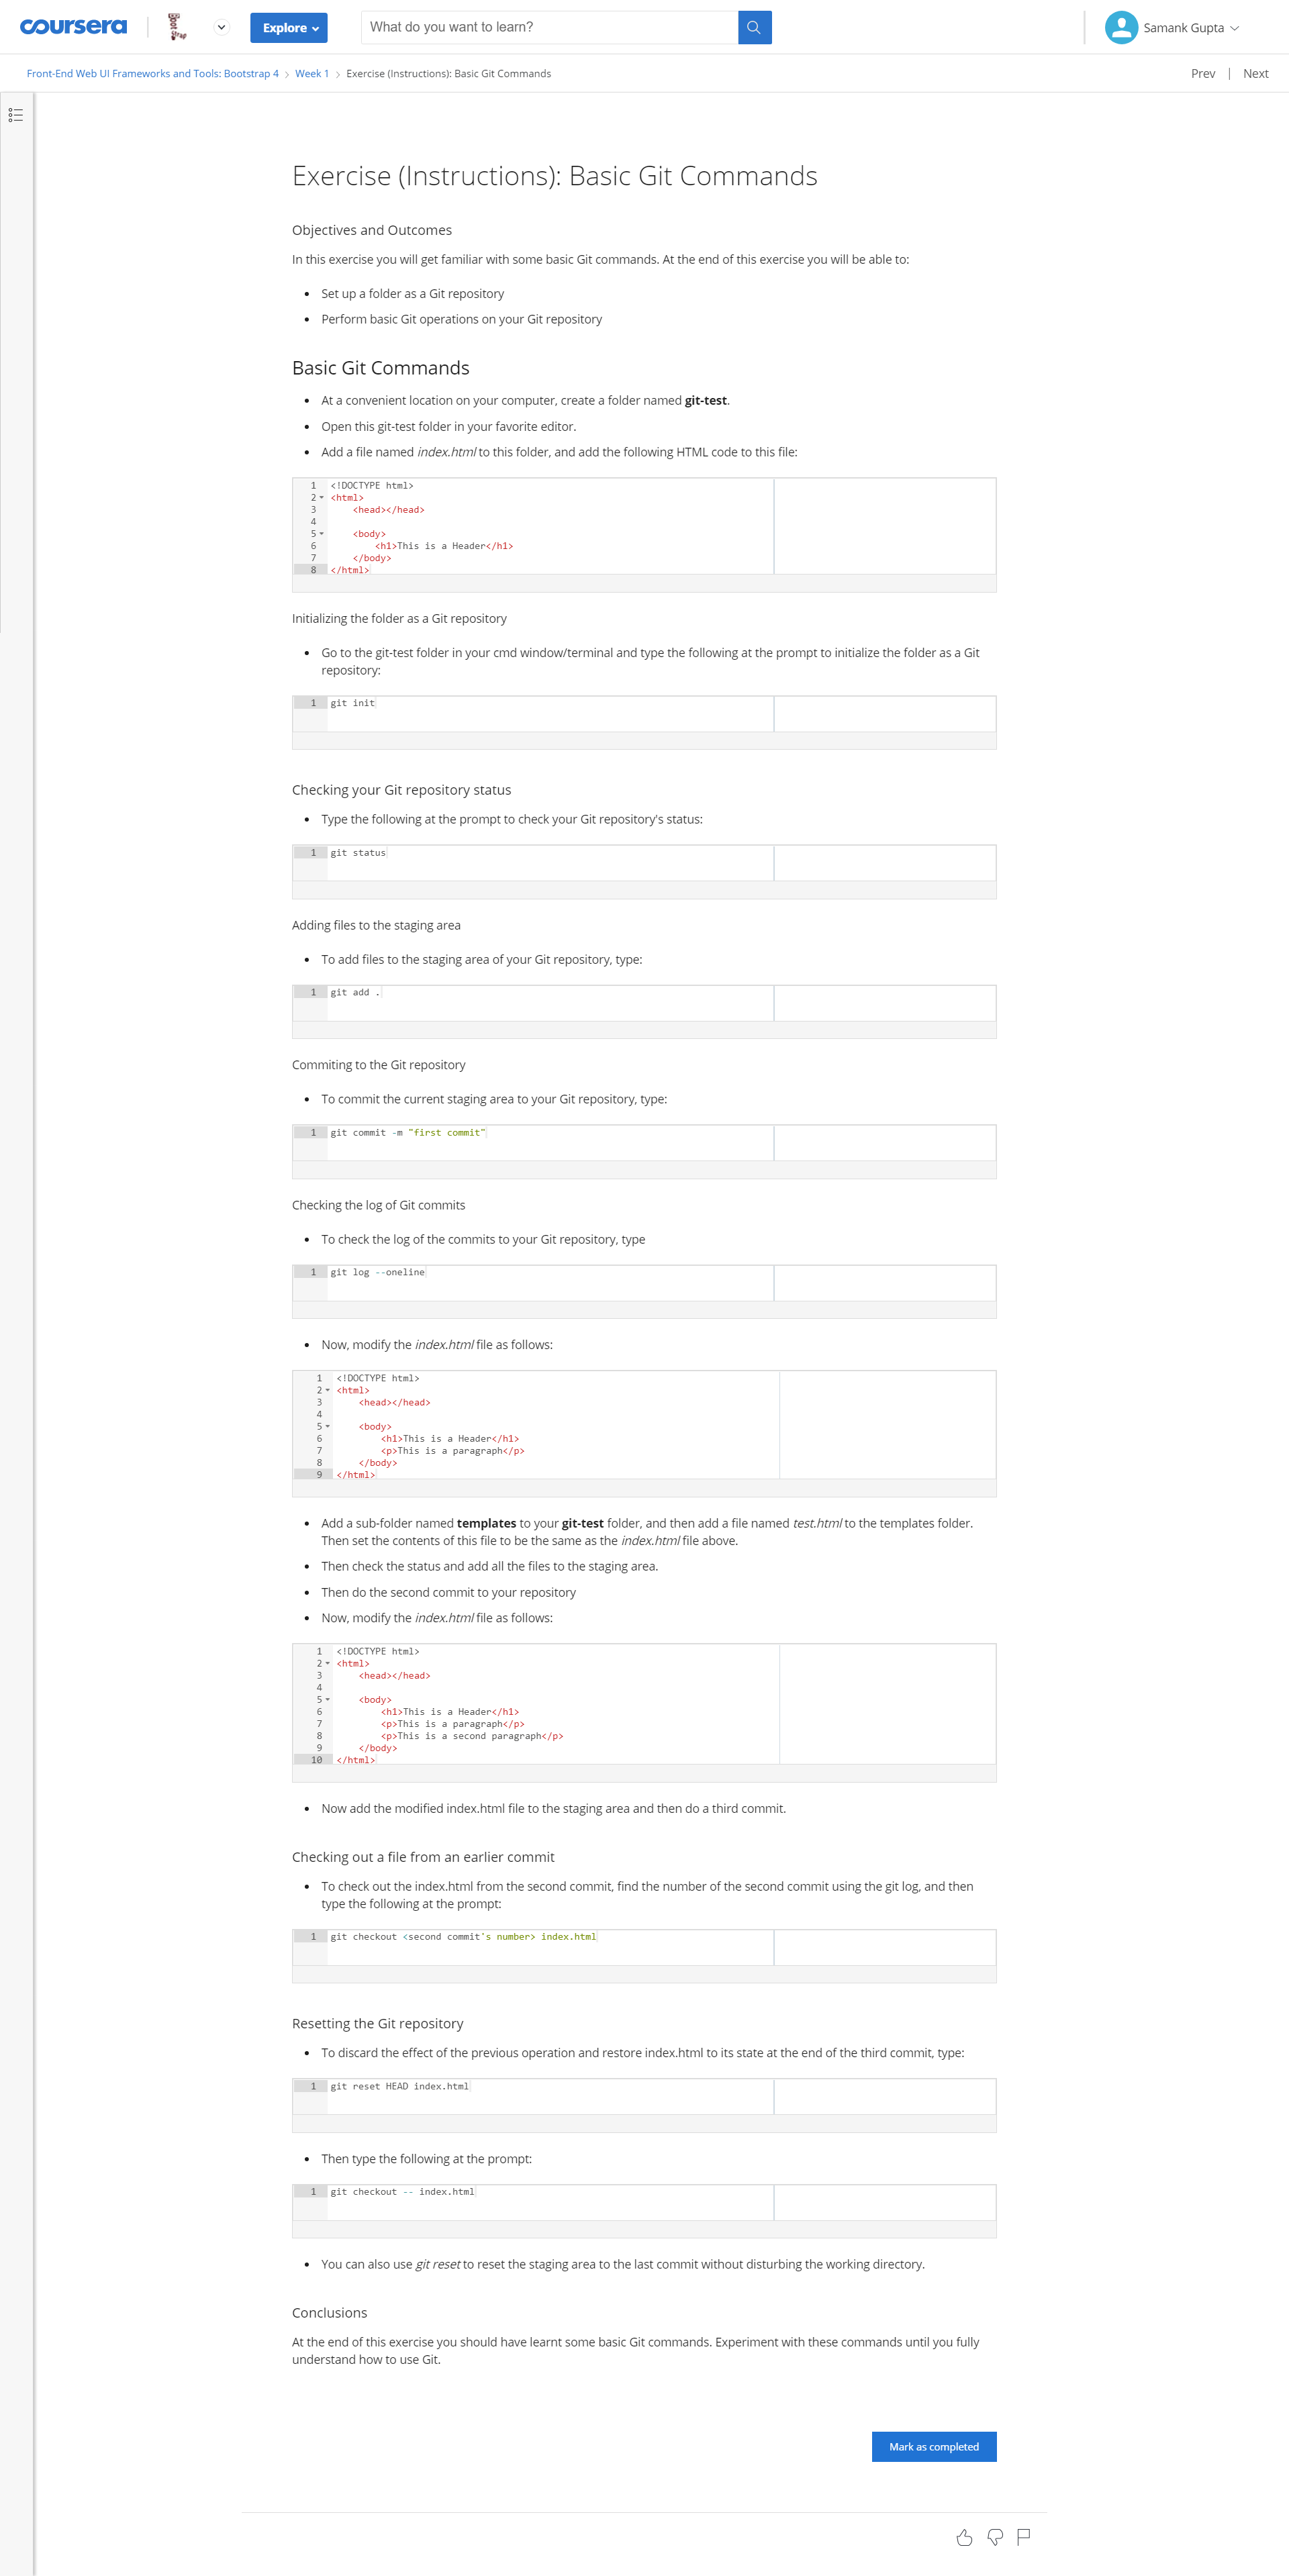 coursera
Explore
What do you want to learn?
Samank Gupta
Front-End Web UI Frameworks and Tools: Bootstrap 4 > Week 1 > Exercise (Instructions): Basic Git Commands
Prev | Next
Exercise (Instructions): Basic Git Commands
Objectives and Outcomes
In this exercise you will get familiar with some basic Git commands. At the end of this exercise you will be able to:
• Set up a folder as a Git repository
• Perform basic Git operations on your Git repository
Basic Git Commands
• At a convenient location on your computer, create a folder named git-test.
• Open this git-test folder in your favorite editor.
• Add a file named index.html to this folder, and add the following HTML code to this file:
1 <!DOCTYPE html>
2 <html>
3     <head></head>
4
5     <body>
6         <h1>This is a Header</h1>
7     </body>
8 </html>
Initializing the folder as a Git repository
• Go to the git-test folder in your cmd window/terminal and type the following at the prompt to initialize the folder as a Git
repository:
1 git init
Checking your Git repository status
• Type the following at the prompt to check your Git repository's status:
1 git status
Adding files to the staging area
• To add files to the staging area of your Git repository, type:
1 git add .
Commiting to the Git repository
• To commit the current staging area to your Git repository, type:
1 git commit -m "first commit"
Checking the log of Git commits
• To check the log of the commits to your Git repository, type
1 git log --oneline
• Now, modify the index.html file as follows:
1 <!DOCTYPE html>
2 <html>
3     <head></head>
4
5     <body>
6         <h1>This is a Header</h1>
7         <p>This is a paragraph</p>
8     </body>
9 </html>
• Add a sub-folder named templates to your git-test folder, and then add a file named test.html to the templates folder.
Then set the contents of this file to be the same as the index.html file above.
• Then check the status and add all the files to the staging area.
• Then do the second commit to your repository
• Now, modify the index.html file as follows:
1 <!DOCTYPE html>
2 <html>
3     <head></head>
4
5     <body>
6         <h1>This is a Header</h1>
7         <p>This is a paragraph</p>
8         <p>This is a second paragraph</p>
9     </body>
10 </html>
• Now add the modified index.html file to the staging area and then do a third commit.
Checking out a file from an earlier commit
• To check out the index.html from the second commit, find the number of the second commit using the git log, and then
type the following at the prompt:
1 git checkout <second commit's number> index.html
Resetting the Git repository
• To discard the effect of the previous operation and restore index.html to its state at the end of the third commit, type:
1 git reset HEAD index.html
• Then type the following at the prompt:
1 git checkout -- index.html
• You can also use git reset to reset the staging area to the last commit without disturbing the working directory.
Conclusions
At the end of this exercise you should have learnt some basic Git commands. Experiment with these commands until you fully
understand how to use Git.
Mark as completed